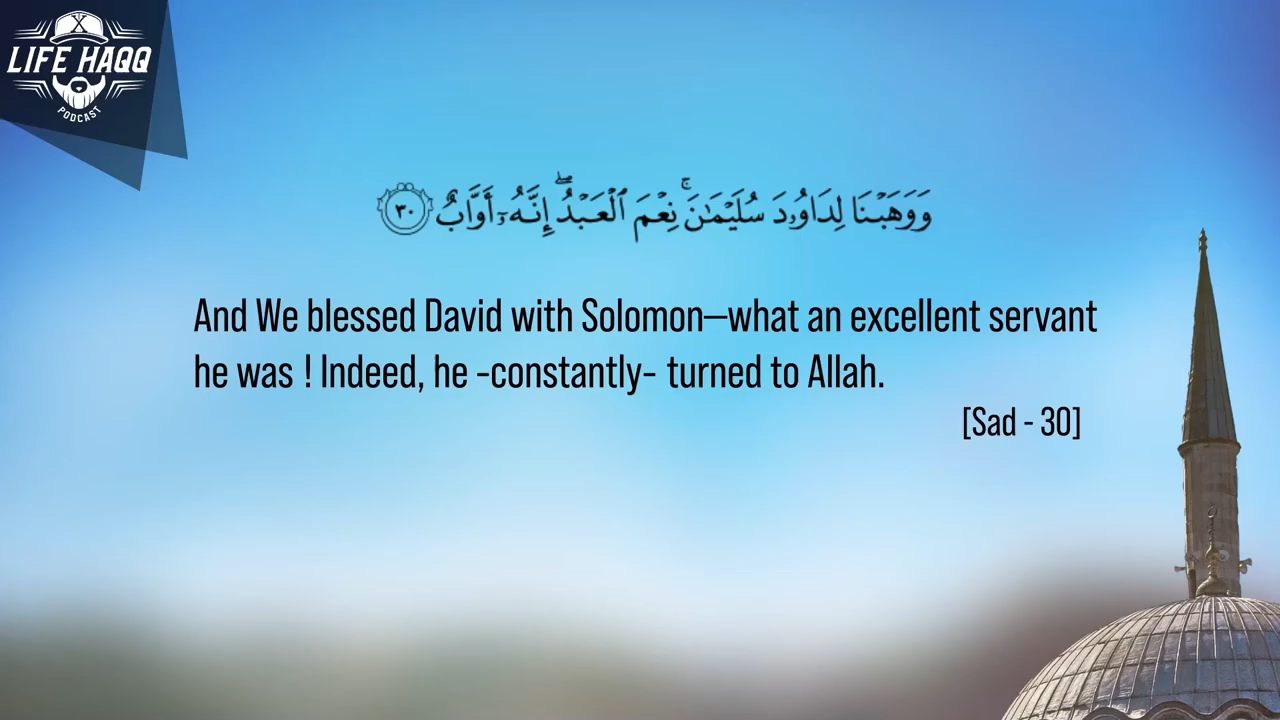 X
LIFE HAQQ
PODCAST
وَوَهَبْنَا لِدَاوُۥدَ سُلَيْمَٰنَ ۚ نِعْمَ ٱلْعَبْدُ ۖ إِنَّهُۥٓ أَوَّابٌ ٣٠
And We blessed David with Solomon—what an excellent servant
he was ! Indeed, he -constantly- turned to Allah.
[Sad - 30]